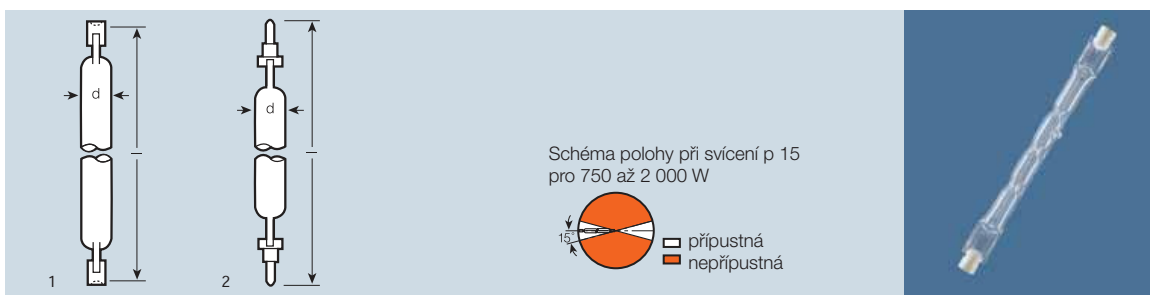 d
l
1
d
l
2
Schéma polohy při svícení p 15
pro 750 až 2 000 W
15°
přípustná
nepřípustná